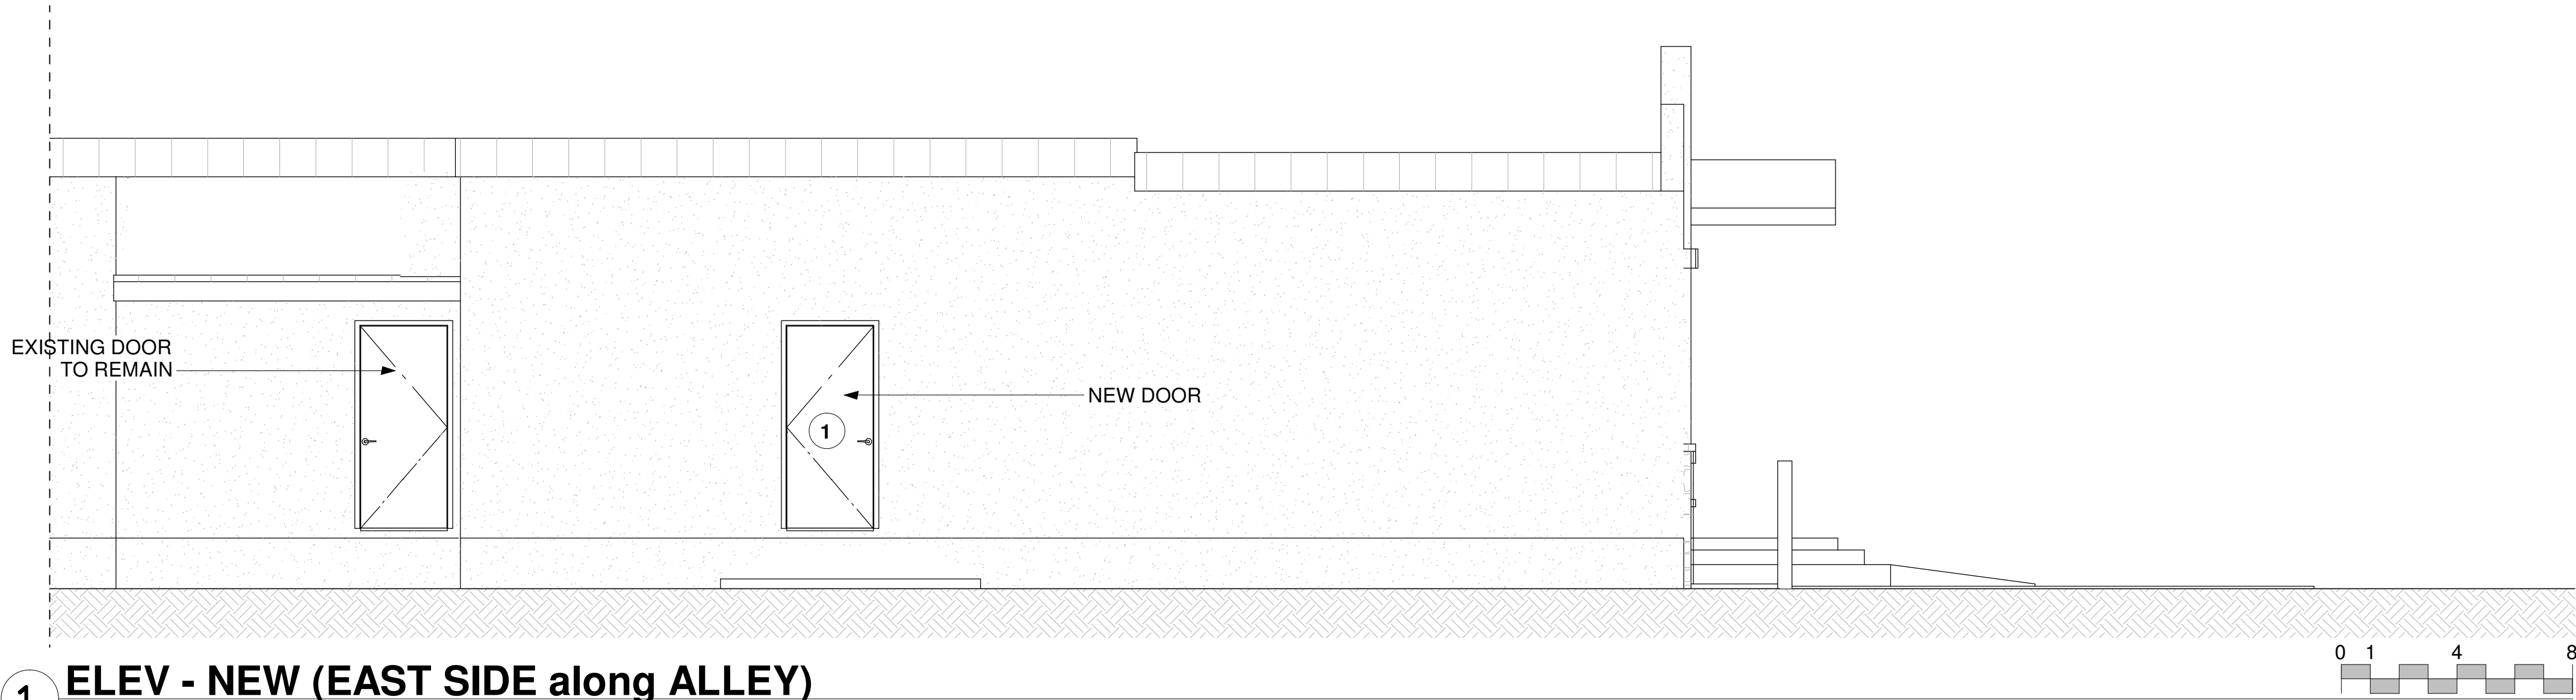 EXISTING DOOR
TO REMAIN
NEW DOOR
1
0 1 4 8
1 ELEV - NEW (EAST SIDE along ALLEY)